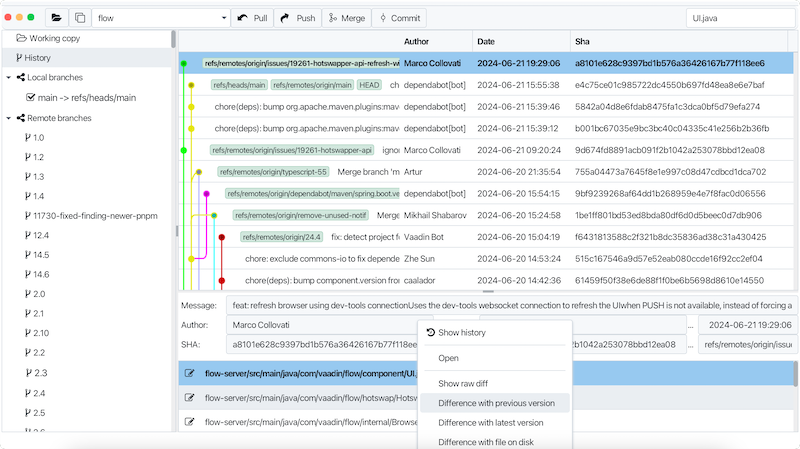 flow
Pull
Push
Merge
Commit
UI.java
Working copy
History
Local branches
main -> refs/heads/main
Remote branches
1.0
1.2
1.3
1.4
11730-fixed-finding-newer-pnpm
12.4
14.5
14.6
2.0
2.1
2.10
2.2
2.3
2.4
2.5
2.6
Author Date Sha
refs/remotes/origin/issues/19261-hotswapper-api-refresh-w Marco Collovati 2024-06-21 19:29:06 a8101e628c9397bd1b576a36426167b77f118ee6
refs/heads/main refs/remotes/origin/main HEAD ch dependabot[bot] 2024-06-21 15:55:38 e4c75ce01c985722dc4550b697fd48ea8e6e7baf
chore(deps): bump org.apache.maven.plugins:mave dependabot[bot] 2024-06-21 15:39:46 5842a04d8e6fdab8475fa1c3dca0bf5d79efa274
chore(deps): bump org.apache.maven.plugins:mave dependabot[bot] 2024-06-21 15:39:12 b001bc67035e9bc3bc40c04335c41e256b2b36fb
refs/remotes/origin/issues/19261-hotswapper-api ignor Marco Collovati 2024-06-21 09:20:24 9d674fd8891acb091f2b1042a253078bbd12ea08
refs/remotes/origin/typescript-55 Merge branch 'm Artur 2024-06-20 21:35:54 755a04473a7645f8e1e997c08d47cdbcd1dca702
refs/remotes/origin/dependabot/maven/spring.boot.ve dependabot[bot] 2024-06-20 15:54:15 9bf9239268af64dd1b268959e4e7f8fac0d06556
refs/remotes/origin/remove-unused-notif Merge Mikhail Shabarov 2024-06-20 15:24:58 1be1ff801bd53ed8bda80df6d0d5beec0d7db906
refs/remotes/origin/24.4 fix: detect project fo Vaadin Bot 2024-06-20 15:04:19 f6431813588c2f321b8dc35836ad38c31a430425
chore: exclude commons-io to fix depende Zhe Sun 2024-06-20 14:53:24 515c167546a9d57e52eab080ccde16f92cc2ef04
chore(deps): bump component.version from caalador 2024-06-20 14:42:36 61459f50f38e6de88f1f0be6b5698d8610e14550
Message: feat: refresh browser using dev-tools connectionUses the dev-tools websocket connection to refresh the UIwhen PUSH is not available, instead of forcing a
Author: Marco Collovati ... 2024-06-21 19:29:06
SHA: a8101e628c9397bd1b576a36426167b77f118ee b1042a253078bbd12ea08 ... refs/remotes/origin/issu
flow-server/src/main/java/com/vaadin/flow/component/UI.j
flow-server/src/main/java/com/vaadin/flow/hotswap/Hotsw
flow-server/src/main/java/com/vaadin/flow/internal/Browse
Show history
Open
Show raw diff
Difference with previous version
Difference with latest version
Difference with file on disk